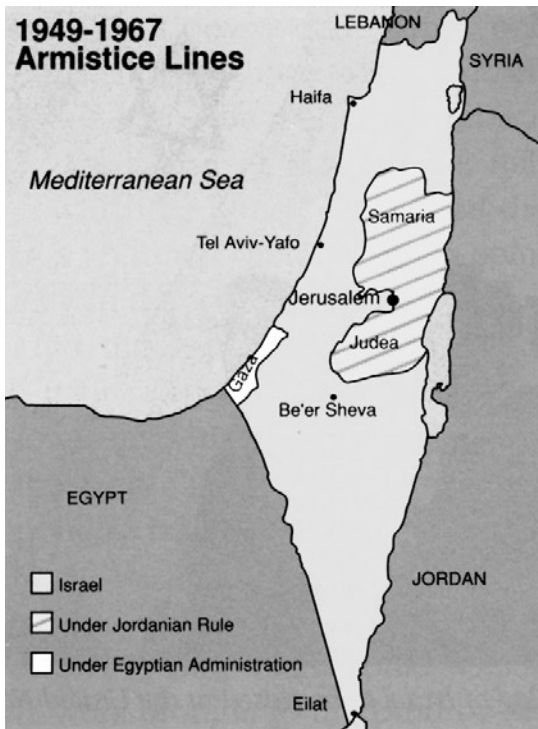 1949-1967
Armistice Lines
LEBANON
SYRIA
Haifa
Mediterranean Sea
Samaria
Tel Aviv-Yafo
Jerusalem
Judea
Gaza
Be'er Sheva
EGYPT
JORDAN
Israel
Under Jordanian Rule
Under Egyptian Administration
Eilat